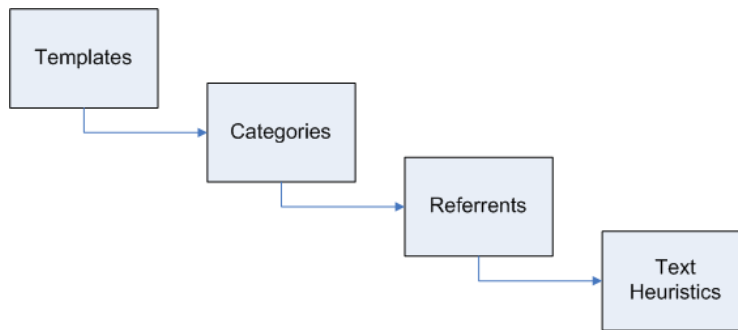 Templates
Categories
Referrents
Text
Heuristics